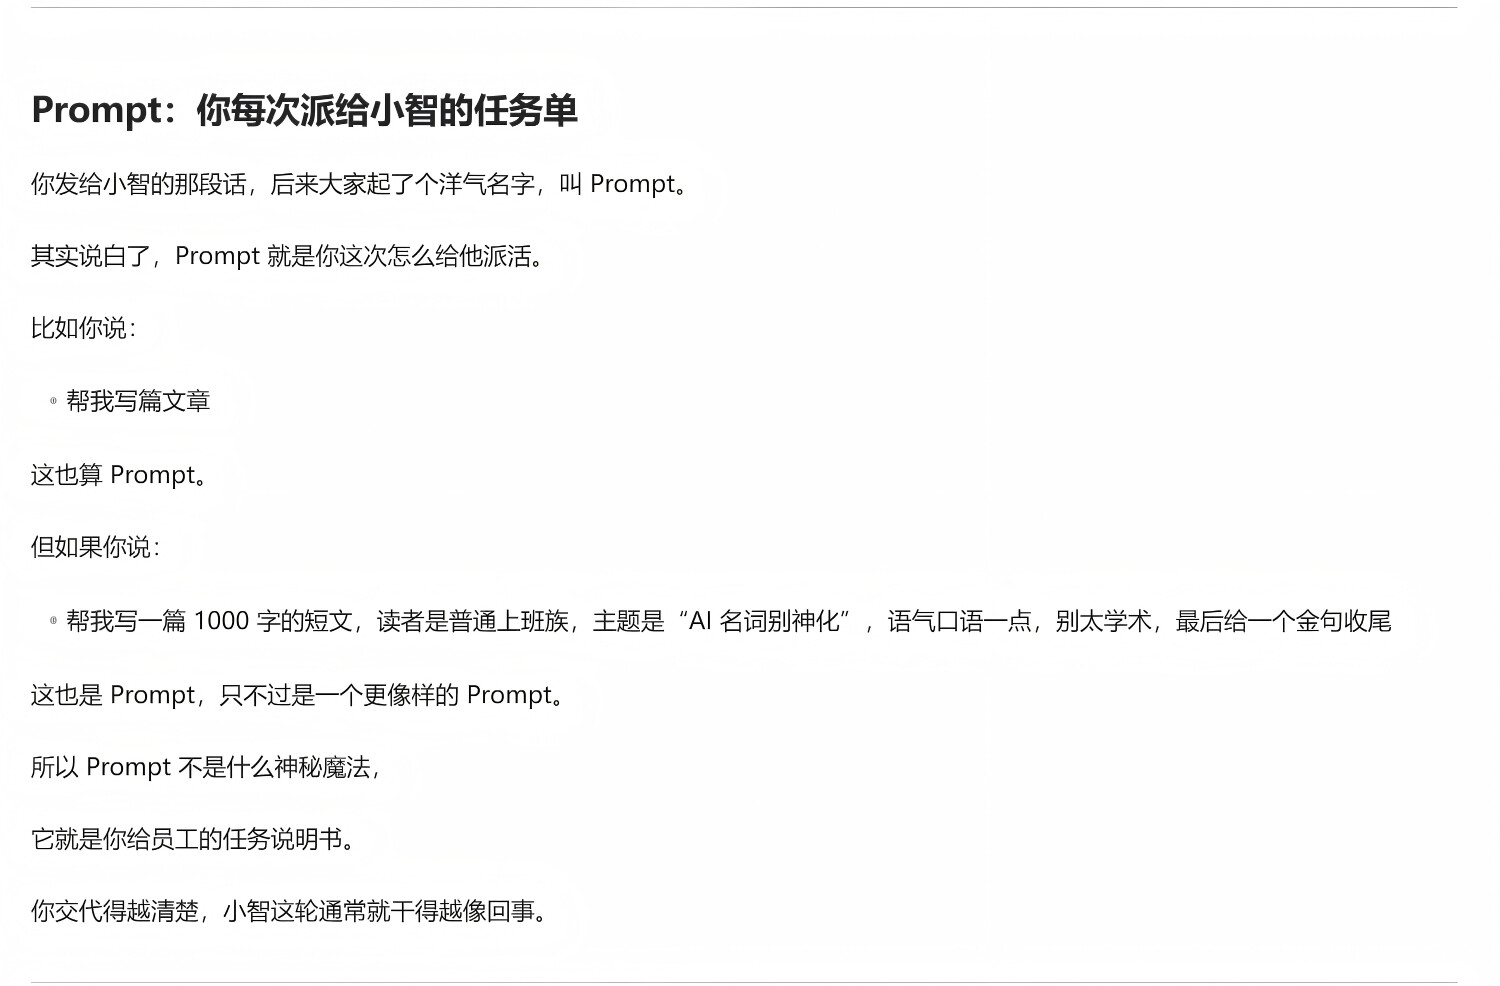 Prompt：你每次派给小智的任务单
你发给小智的那段话，后来大家起了个洋气名字，叫 Prompt。
其实说白了，Prompt 就是你这次怎么给他派活。
比如你说：
帮我写篇文章
这也算 Prompt。
但如果你说：
帮我写一篇 1000 字的短文，读者是普通上班族，主题是“AI 名词别神化”，语气口语一点，别太学术，最后给一个金句收尾
这也是 Prompt，只不过是一个更像样的 Prompt。
所以 Prompt 不是什么神秘魔法，
它就是你给员工的任务说明书。
你交代得越清楚，小智这轮通常就干得越像回事。